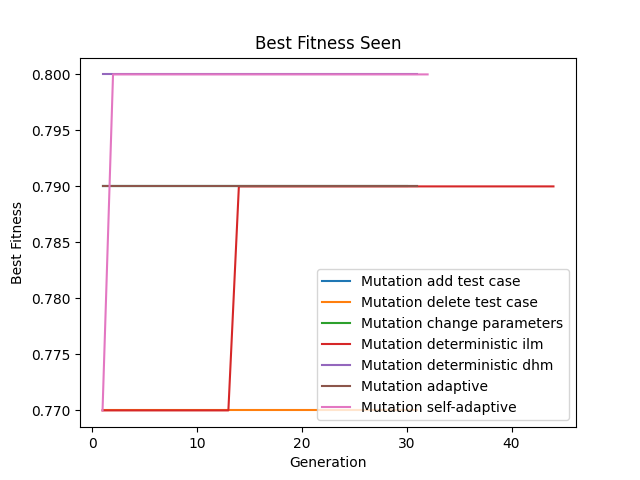 Best Fitness Seen
0.800
0.795
0.790
0.785
0.780
0.775
0.770
Best Fitness
Mutation add test case
Mutation delete test case
Mutation change parameters
Mutation deterministic ilm
Mutation deterministic dhm
Mutation adaptive
Mutation self-adaptive
0 10 20 30 40
Generation